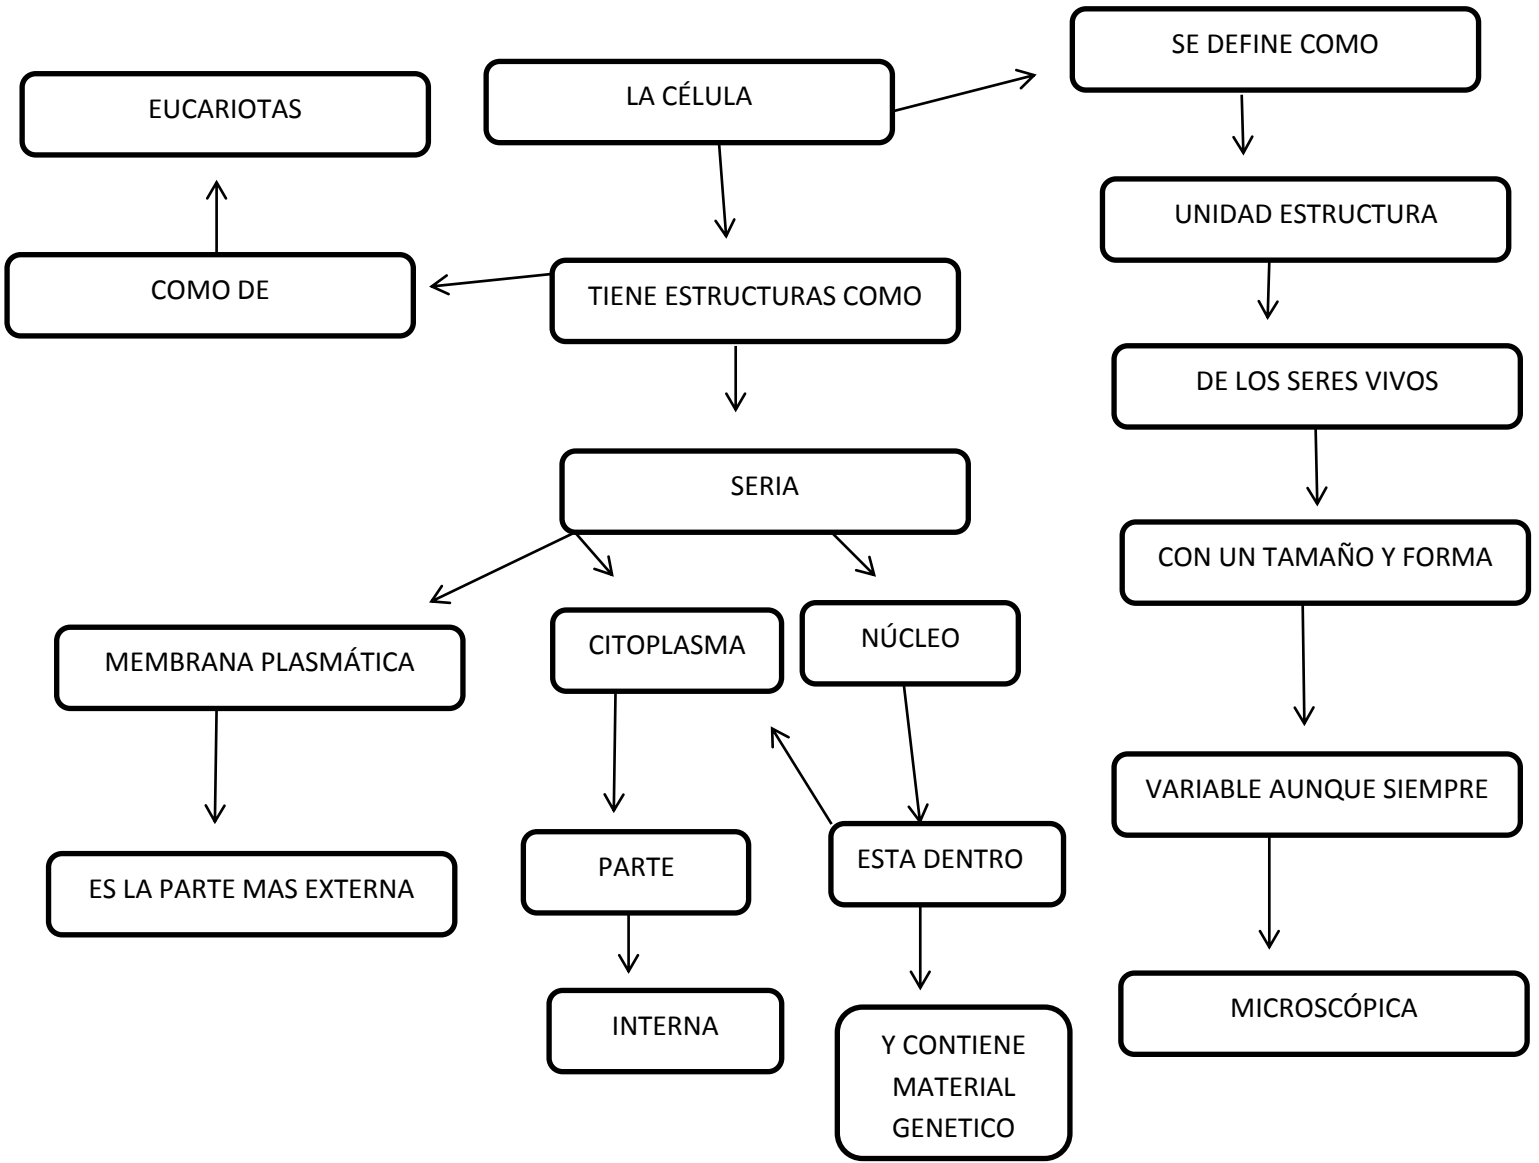 SE DEFINE COMO
LA CÉLULA
EUCARIOTAS
UNIDAD ESTRUCTURA
COMO DE
TIENE ESTRUCTURAS COMO
DE LOS SERES VIVOS
SERIA
CON UN TAMAÑO Y FORMA
MEMBRANA PLASMÁTICA
CITOPLASMA
NÚCLEO
VARIABLE AUNQUE SIEMPRE
ES LA PARTE MAS EXTERNA
PARTE
ESTA DENTRO
MICROSCÓPICA
INTERNA
Y CONTIENE
MATERIAL
GENETICO